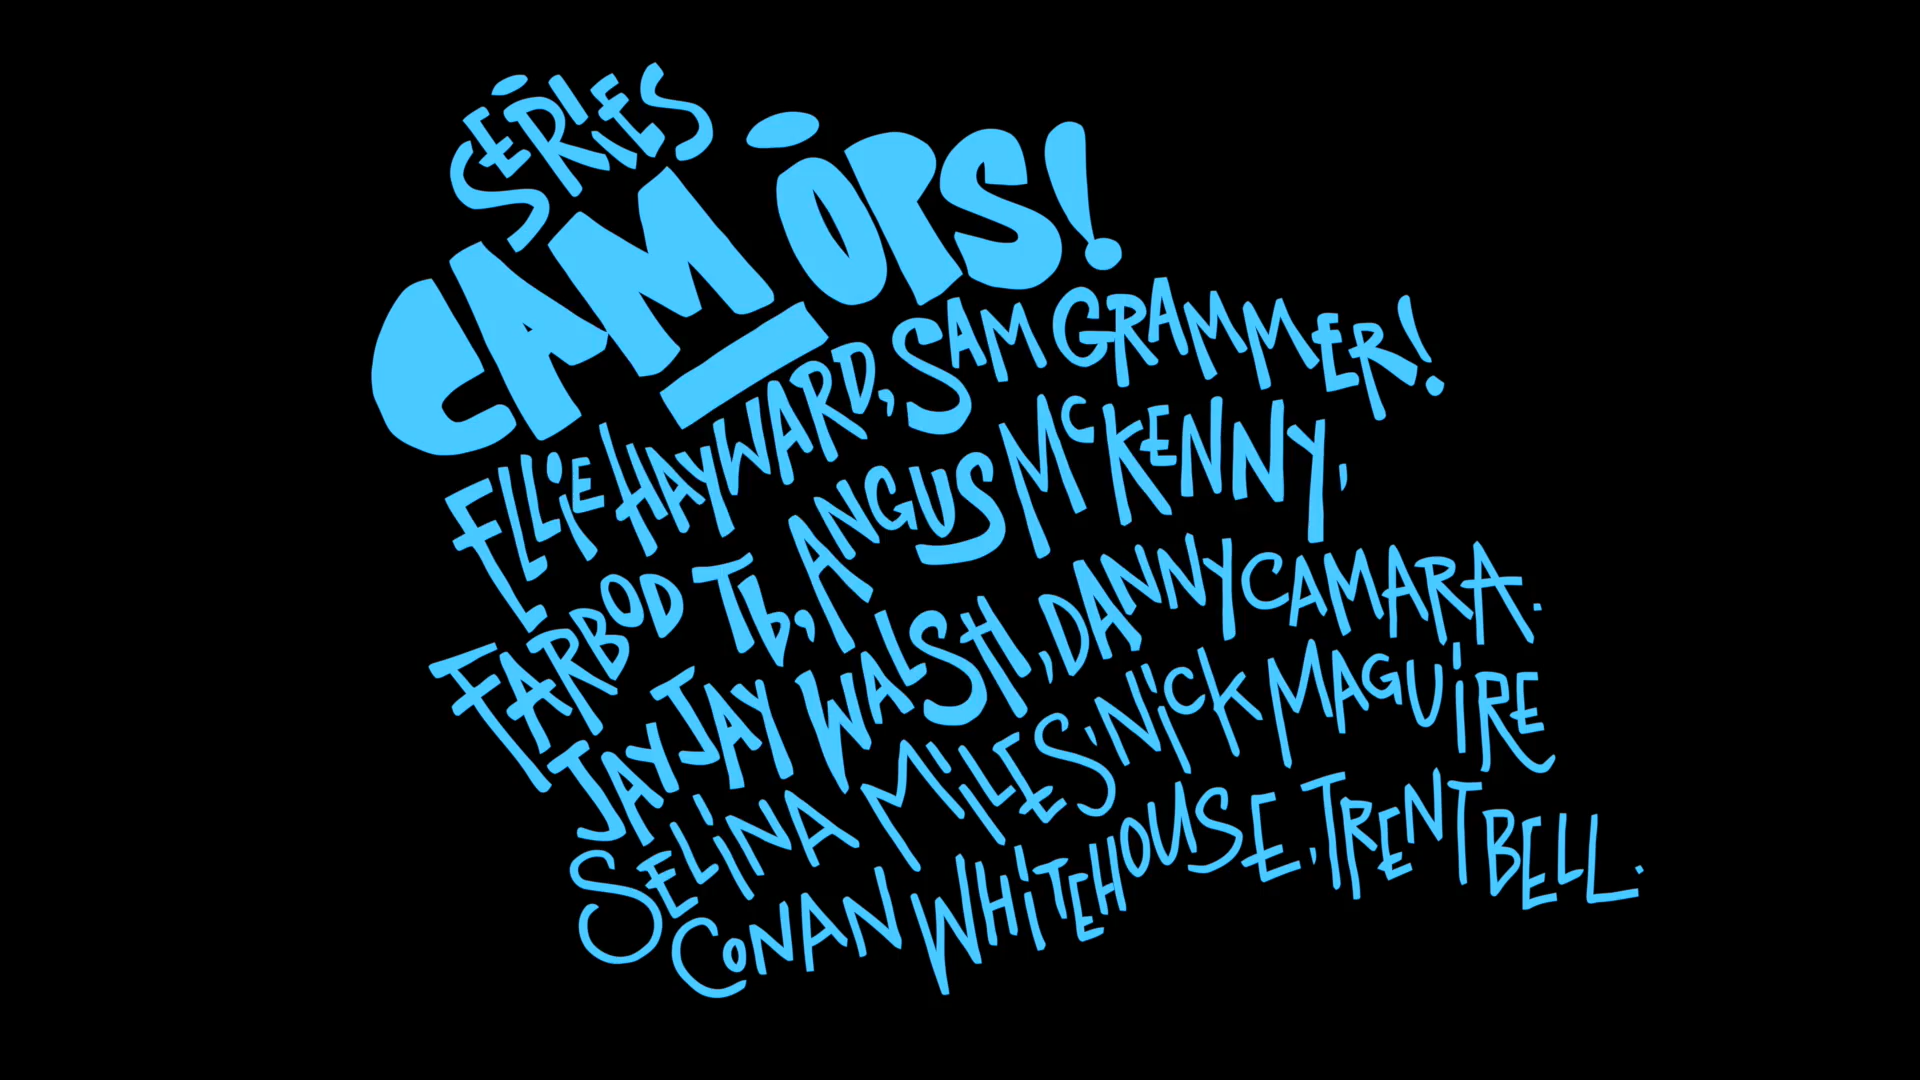 SERIES
CAM OPS!
ELLIE HAYWARD, SAM GRAMMER!
FARBOD TB, ANGUS MCKENNY,
JAYJAY WALSH, DANNY CAMARA.
SELINA MILES, NICK MAGUIRE
CONAN WHITEHOUSE, TRENT BELL.